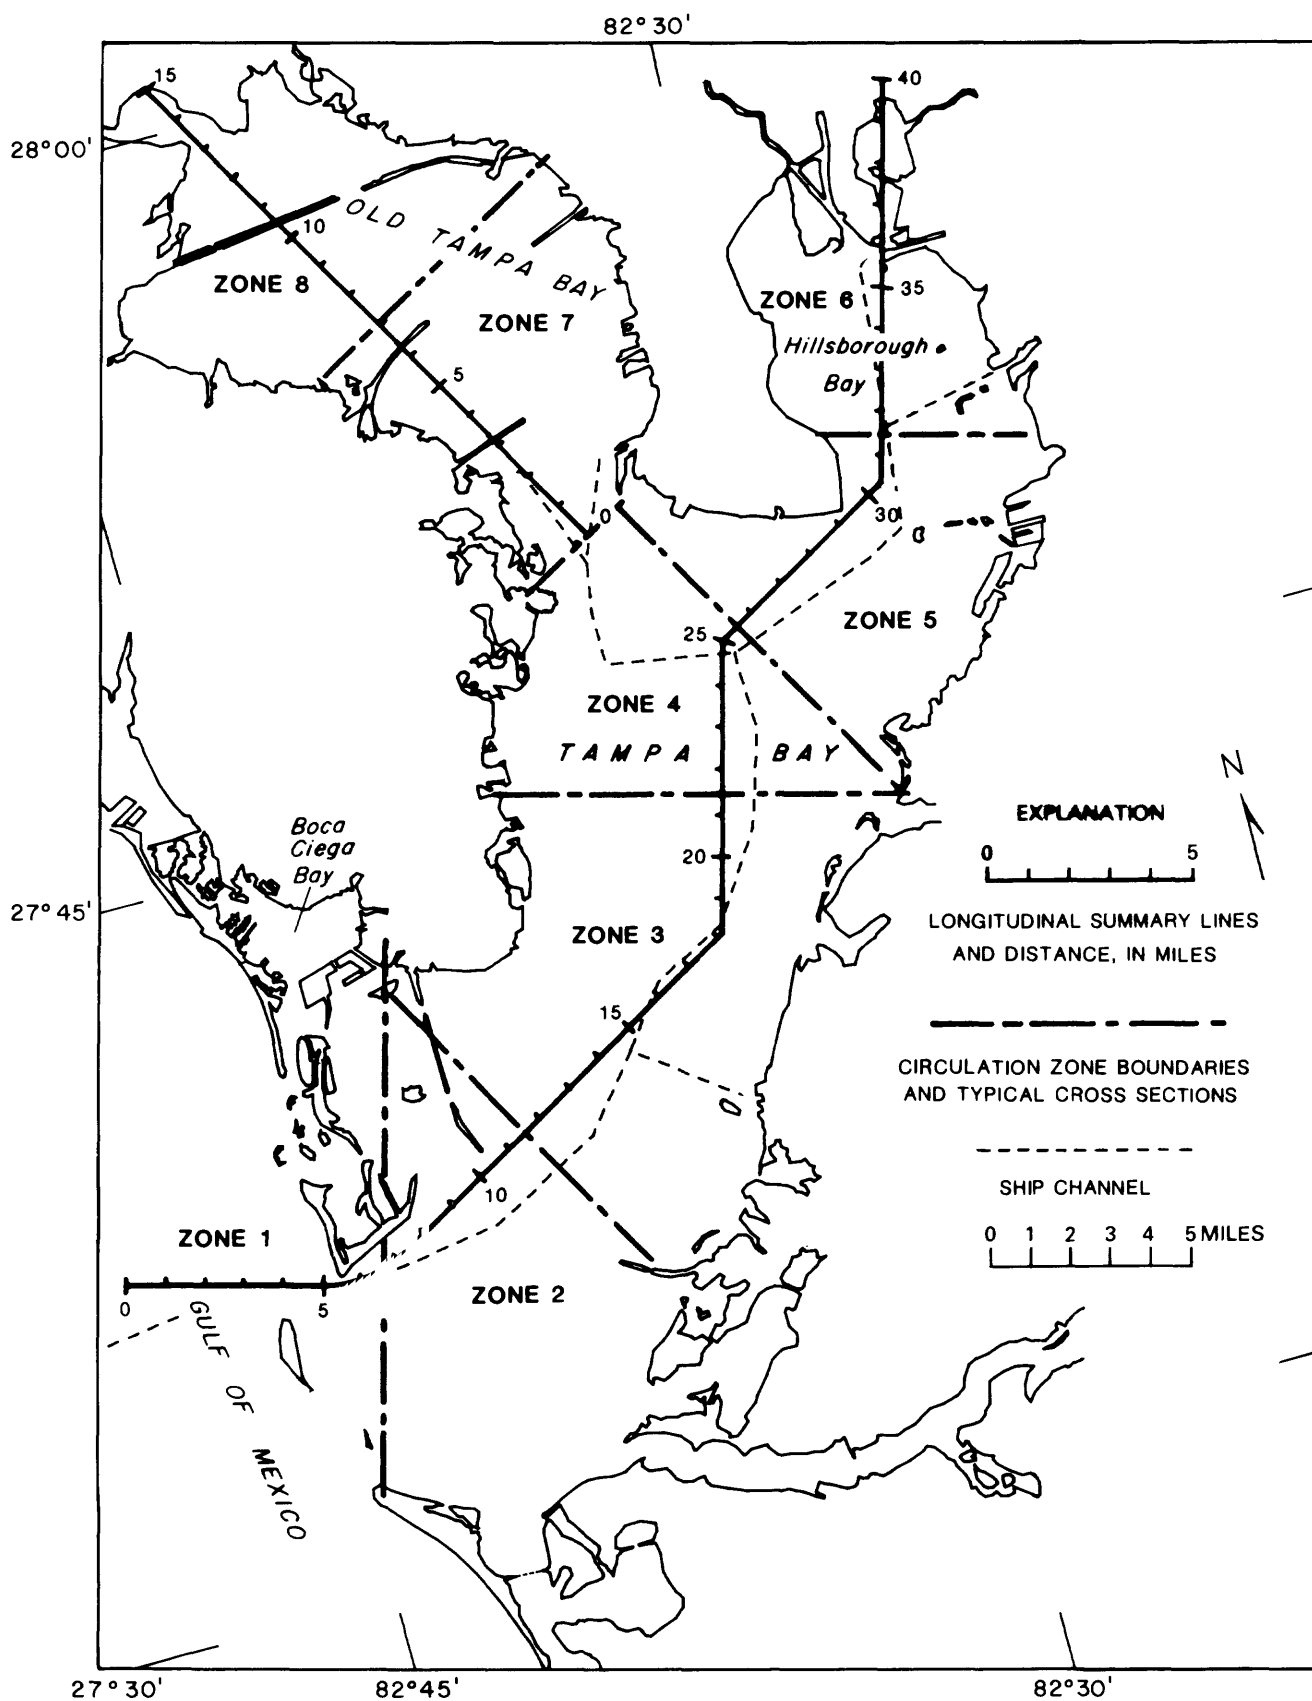 82°30'
15
40
28°00'
OLD TAMPA BAY
10
ZONE 8
ZONE 7
ZONE 6
35
Hillsborough
Bay
5
0
30
25
ZONE 5
ZONE 4
TAMPA BAY
N
EXPLANATION
0 5
LONGITUDINAL SUMMARY LINES
AND DISTANCE, IN MILES
20
Boca
Ciega
Bay
27°45'
ZONE 3
15
CIRCULATION ZONE BOUNDARIES
AND TYPICAL CROSS SECTIONS
SHIP CHANNEL
10
0 1 2 3 4 5 MILES
ZONE 1
ZONE 2
0 5
GULF OF MEXICO
27°30' 82°45' 82°30'